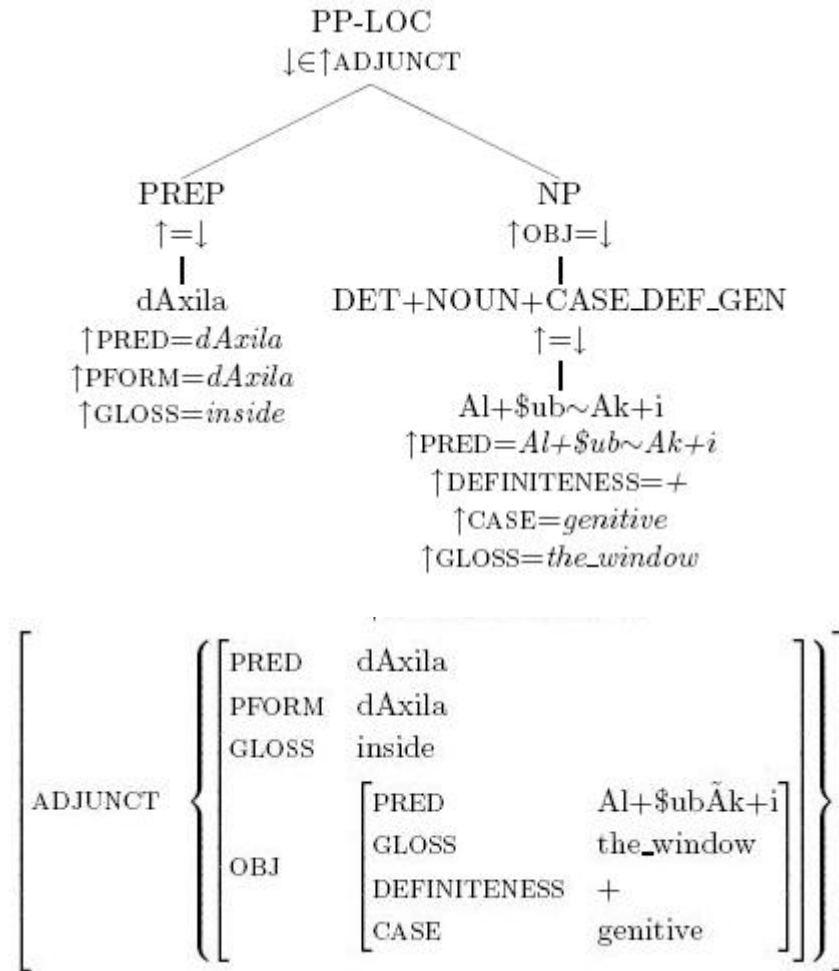 PP-LOC
↓∈↑ADJUNCT
PREP NP
↑=↓ ↑OBJ=↓
dAxila DET+NOUN+CASE_DEF_GEN
↑PRED=dAxila ↑=↓
↑PFORM=dAxila
↑GLOSS=inside Al+$ub~Ak+i
↑PRED=Al+$ub~Ak+i
↑DEFINITENESS=+
↑CASE=genitive
↑GLOSS=the_window
PRED dAxila
PFORM dAxila
GLOSS inside
ADJUNCT PRED Al+$ubÃk+i
GLOSS the_window
OBJ DEFINITENESS +
CASE genitive